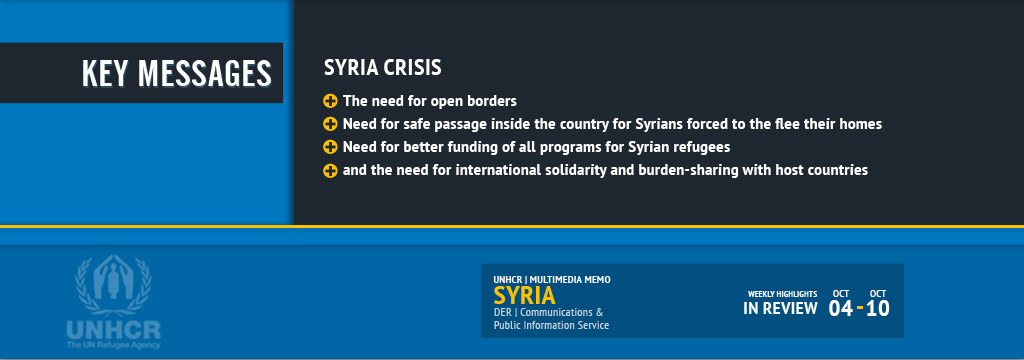 KEY MESSAGES
SYRIA CRISIS
The need for open borders
Need for safe passage inside the country for Syrians forced to the flee their homes
Need for better funding of all programs for Syrian refugees
and the need for international solidarity and burden-sharing with host countries
UNHCR
The UN Refugee Agency
UNHCR | MULTIMEDIA MEMO
SYRIA
DER | Communications &
Public Information Service
WEEKLY HIGHLIGHTS
IN REVIEW
OCT OCT
04 - 10